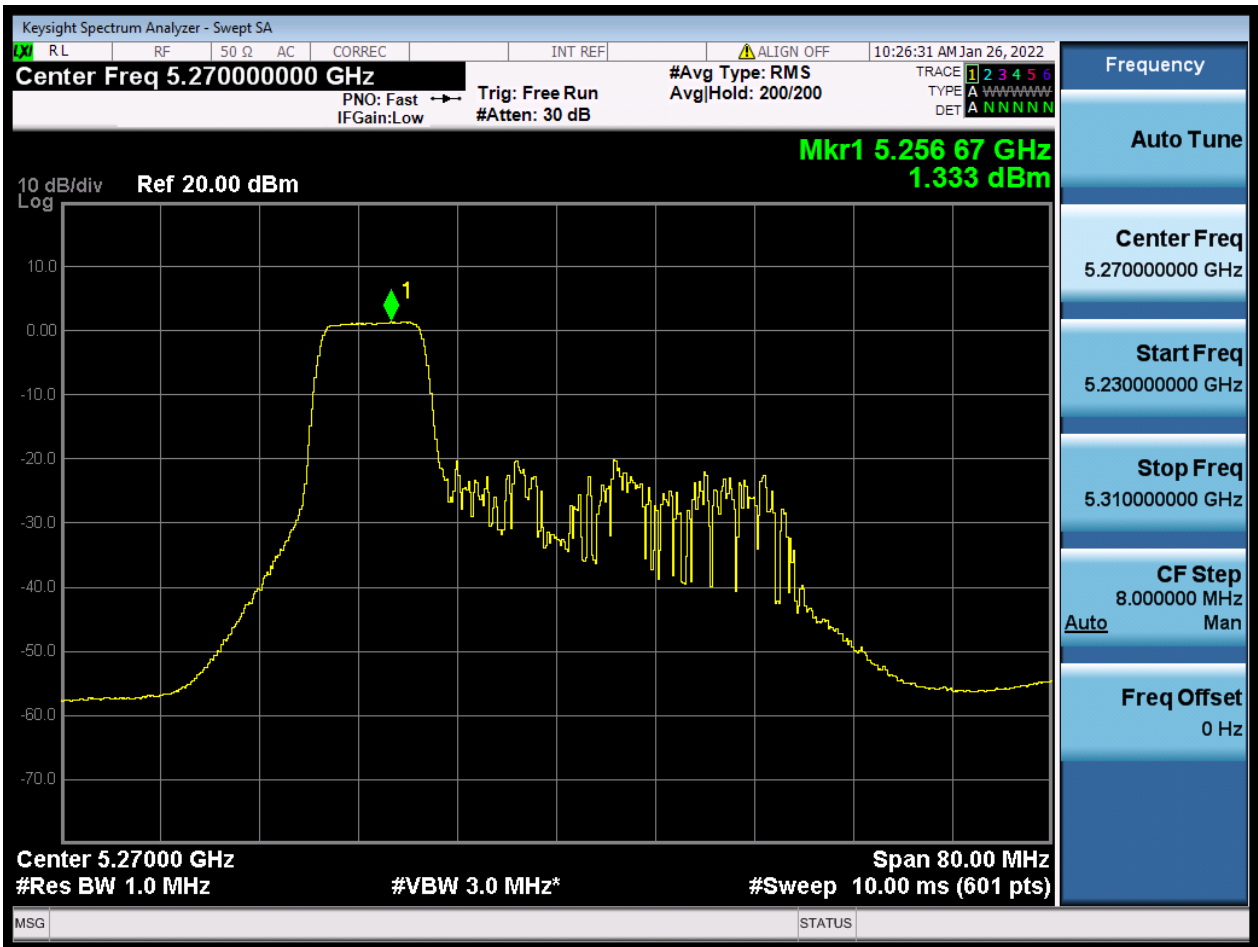 Keysight Spectrum Analyzer - Swept SA
LXI RL RF 50 Ω AC CORREC INT REF ALIGN OFF 10:26:31 AM Jan 26, 2022
Center Freq 5.270000000 GHz
PNO: Fast
IFGain:Low
Trig: Free Run
#Atten: 30 dB
#Avg Type: RMS
Avg|Hold: 200/200
TRACE 1 2 3 4 5 6
TYPE A WWWWW
DET A N N N N N
Mkr1 5.256 67 GHz
1.333 dBm
10 dB/div Ref 20.00 dBm
Log
10.0
1
0.00
-10.0
-20.0
-30.0
-40.0
-50.0
-60.0
-70.0
Center 5.27000 GHz Span 80.00 MHz
#Res BW 1.0 MHz #VBW 3.0 MHz* #Sweep 10.00 ms (601 pts)
MSG STATUS
Frequency
Auto Tune
Center Freq
5.270000000 GHz
Start Freq
5.230000000 GHz
Stop Freq
5.310000000 GHz
CF Step
8.000000 MHz
Auto Man
Freq Offset
0 Hz